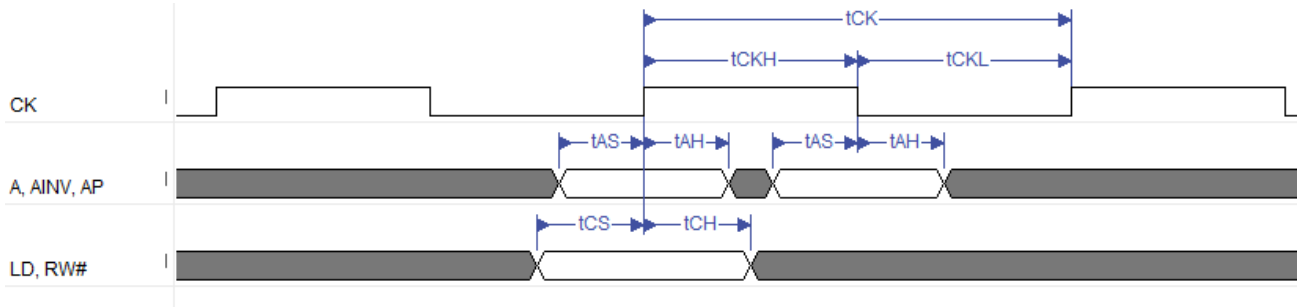 tCK
tCKH tCKL
CK
tAS tAH tAS tAH
A, AINV, AP
tCS tCH
LD, RW#